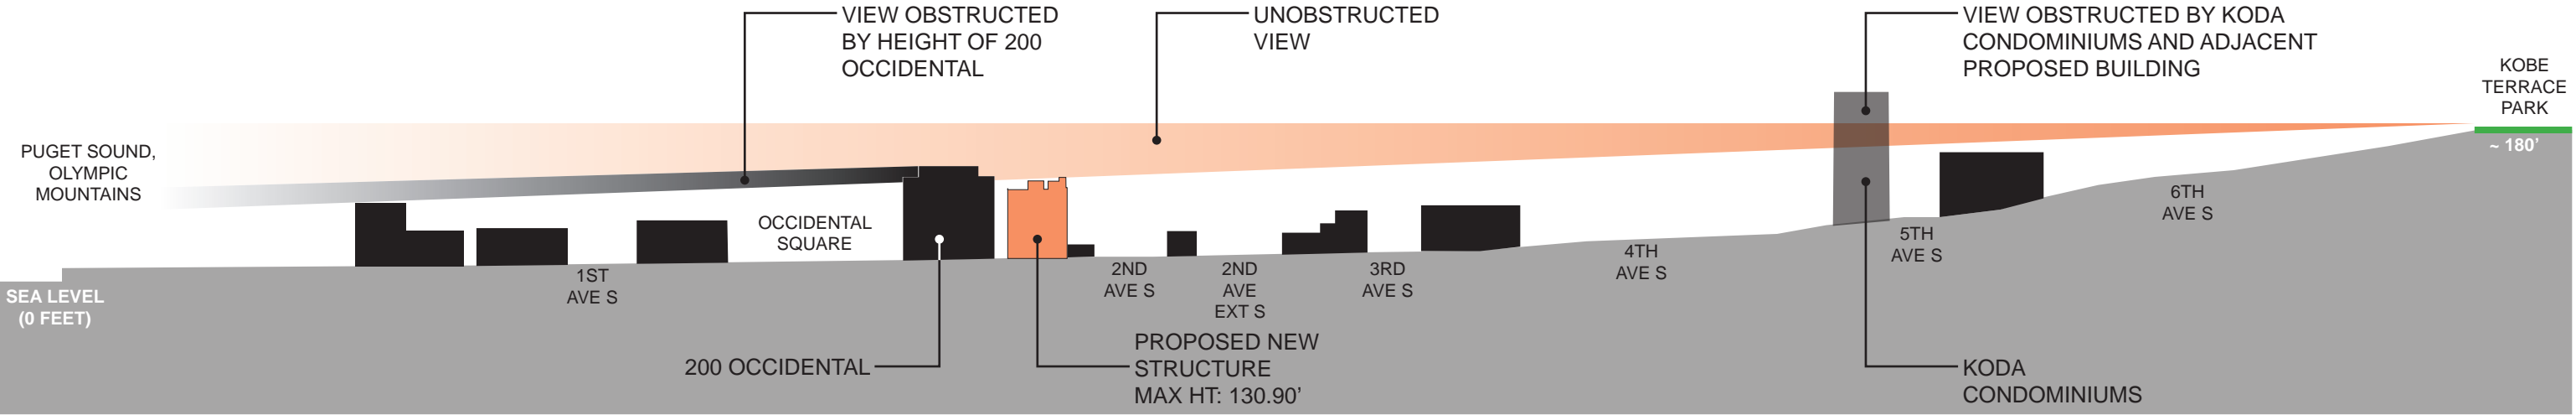 VIEW OBSTRUCTED
BY HEIGHT OF 200
OCCIDENTAL
UNOBSTRUCTED
VIEW
VIEW OBSTRUCTED BY KODA
CONDOMINIUMS AND ADJACENT
PROPOSED BUILDING
KOBE
TERRACE
PARK
~ 180’
PUGET SOUND,
OLYMPIC
MOUNTAINS
OCCIDENTAL
SQUARE
SEA LEVEL
(0 FEET)
1ST
AVE S
2ND
AVE S
2ND
AVE
EXT S
3RD
AVE S
4TH
AVE S
5TH
AVE S
6TH
AVE S
200 OCCIDENTAL
PROPOSED NEW
STRUCTURE
MAX HT: 130.90’
KODA
CONDOMINIUMS